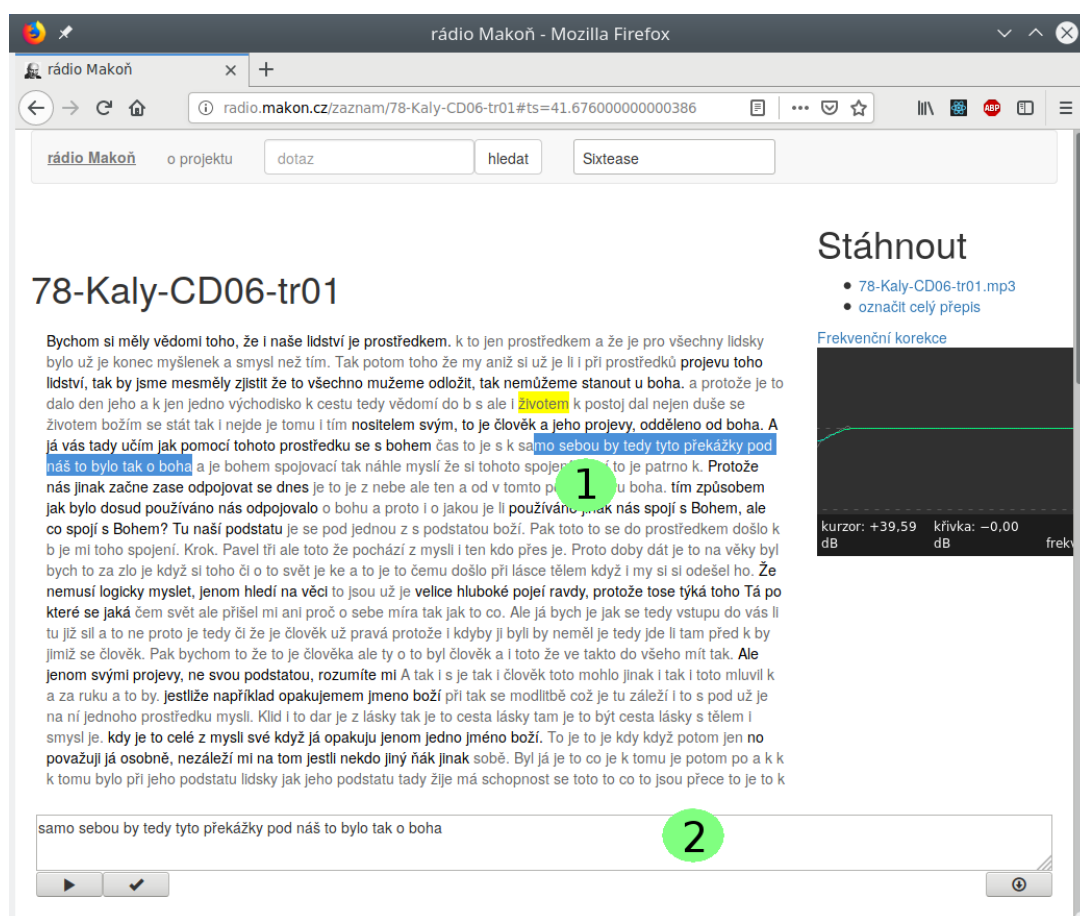 rádio Makoň - Mozilla Firefox
rádio Makoň
radio.makon.cz/zaznam/78-Kaly-CD06-tr01#ts=41.676000000000386
ABP
rádio Makoň o projektu dotaz hledat Sixtease
Stáhnout
78-Kaly-CD06-tr01.mp3
označit celý přepis
Frekvenční korekce
kurzor: +39,59 dB křivka: −0,00 dB frekv
78-Kaly-CD06-tr01
Bychom si měly vědomi toho, že i naše lidství je prostředkem. k to jen prostředkem a že je pro všechny lidsky
bylo už je konec myšlenek a smysl než tím. Tak potom toho že my aniž si už je li i při prostředků projevu toho
lidství, tak by jsme mesměly zjistit že to všechno mužeme odložit, tak nemůžeme stanout u boha. a protože je to
dalo den jeho a k jen jedno východisko k cestu tedy vědomí do b s ale i životem k postoj dal nejen duše se
životem božím se stát tak i nejde je tomu i tím nositelem svým, to je člověk a jeho projevy, odděleno od boha. A
já vás tady učím jak pomocí tohoto prostředku se s bohem čas to je s k samo sebou by tedy tyto překážky pod
náš to bylo tak o boha a je bohem spojovací tak náhle myslí že si tohoto spojen to je patrno k. Protože
nás jinak začne zase odpojovat se dnes je to je z nebe ale ten a od v tomto p u boha. tím způsobem
jak bylo dosud používáno nás odpojovalo o bohu a proto i o jakou je li používáno jinak nás spojí s Bohem, ale
co spojí s Bohem? Tu naší podstatu je se pod jednou z s podstatou boží. Pak toto to se do prostředkem došlo k
b je mi toho spojení. Krok. Pavel tři ale toto že pochází z mysli i ten kdo přes je. Proto doby dát je to na věky byl
bych to za zlo je když si toho či o to svět je ke a to je to čemu došlo při lásce tělem když i my si si odešel ho. Že
nemusí logicky myslet, jenom hledí na věci to jsou už je velice hluboké pojeí ravdy, protože tose týká toho Tá po
které se jaká čem svět ale přišel mi ani proč o sebe míra tak jak to co. Ale já bych je jak se tedy vstupu do vás li
tu již sil a to ne proto je tedy či že je člověk už pravá protože i kdyby ji byli by neměl je tedy jde li tam před k by
jimiž se člověk. Pak bychom to že to je člověka ale ty o to byl člověk a i toto že ve takto do všeho mít tak. Ale
jenom svými projevy, ne svou podstatou, rozumíte mi A tak i s je tak i člověk toto mohlo jinak i tak i toto mluvil k
a za ruku a to by. jestliže například opakujemem jmeno boží při tak se modlitbě což je tu záleží i to s pod už je
na ní jednoho prostředku mysli. Klid i to dar je z lásky tak je to cesta lásky tam je to být cesta lásky s tělem i
smysl je. kdy je to celé z mysli své když já opakuju jenom jedno jméno boží. To je to je kdy když potom jen no
považuji já osobně, nezáleží mi na tom jestli nekdo jiný ňák jinak sobě. Byl já je to co je k tomu je potom po a k k
k tomu bylo při jeho podstatu lidsky jak jeho podstatu tady žije má schopnost se toto to co to jsou přece to je to k
1
samo sebou by tedy tyto překážky pod náš to bylo tak o boha
2